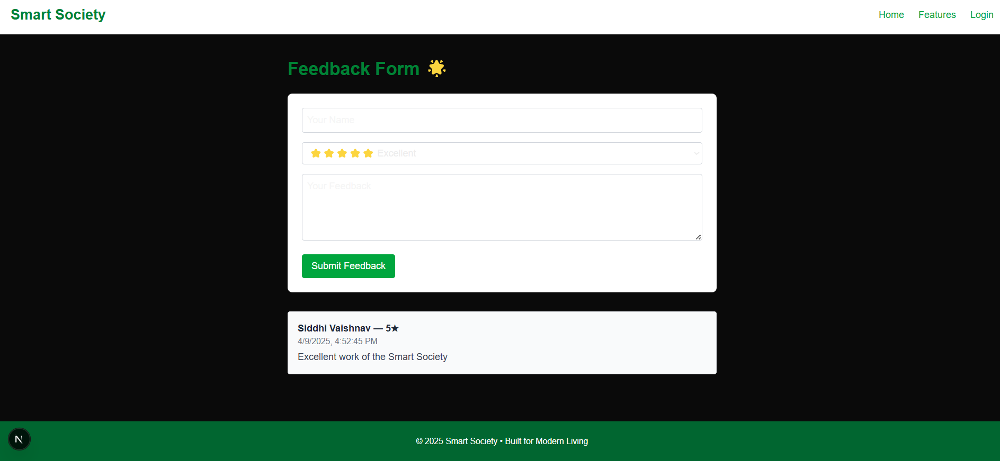 Smart Society
Home Features Login
Feedback Form 🌟
Your Name
⭐⭐⭐⭐⭐ Excellent
Your Feedback
Submit Feedback
Siddhi Vaishnav — 5★
4/9/2025, 4:52:45 PM
Excellent work of the Smart Society
N
© 2025 Smart Society • Built for Modern Living